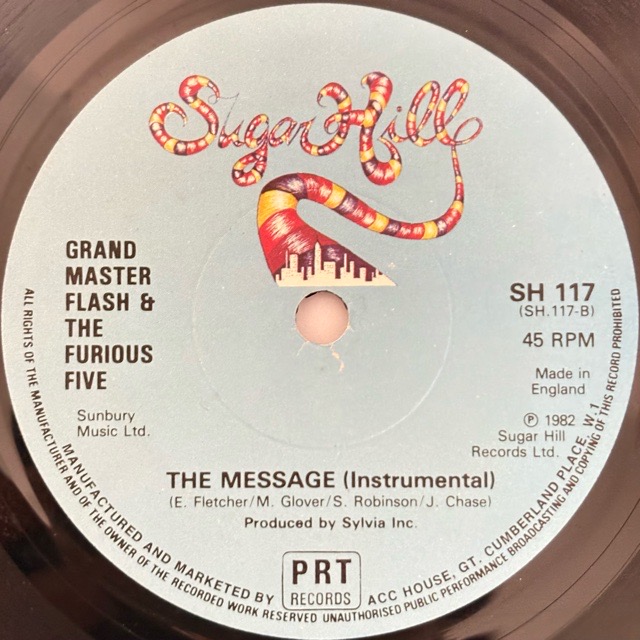 Sugar Hill
GRAND
MASTER
FLASH &
THE
FURIOUS
FIVE
Sunbury
Music Ltd.
SH 117
(SH.117-B)
45 RPM
Made in
England
℗ 1982
Sugar Hill
Records Ltd.
THE MESSAGE (Instrumental)
(E. Fletcher/M. Glover/S. Robinson/J. Chase)
Produced by Sylvia Inc.
MANUFACTURED AND MARKETED BY PRT RECORDS ACC HOUSE, GT. CUMBERLAND PLACE, W.1
ALL RIGHTS OF THE MANUFACTURER AND OF THE OWNER OF THE RECORDED WORK RESERVED UNAUTHORISED PUBLIC PERFORMANCE BROADCASTING AND COPYING OF THIS RECORD PROHIBITED